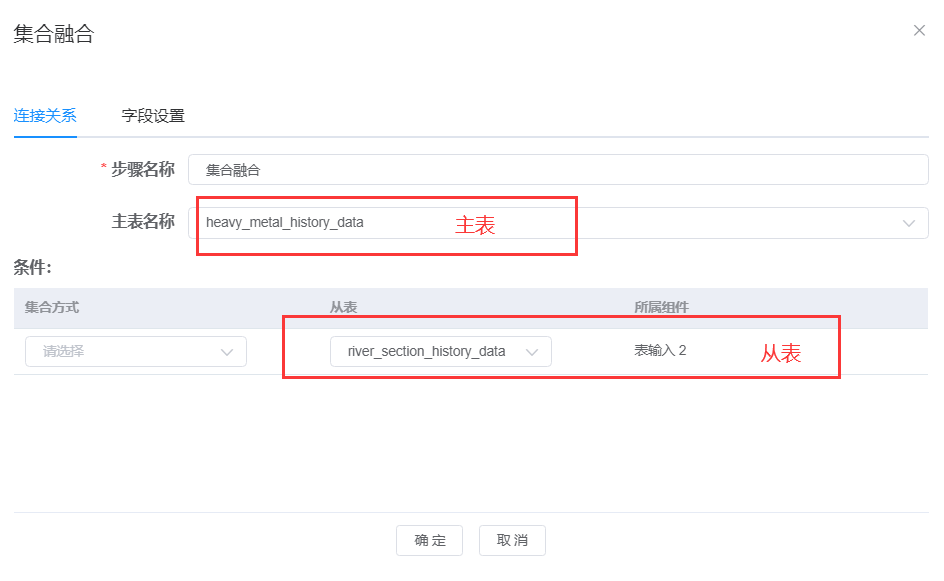 集合融合
连接关系 字段设置
* 步骤名称 集合融合
主表名称 heavy_metal_history_data 主表
条件:
集合方式 从表 所属组件
请选择 river_section_history_data 表输入 2 从表
确 定 取 消